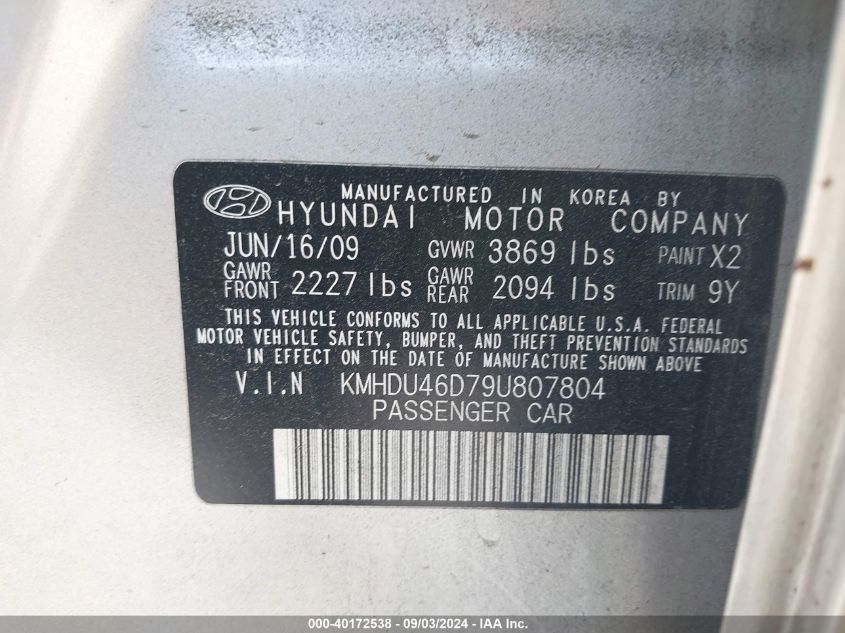 MANUFACTURED IN KOREA BY
HYUNDAI MOTOR COMPANY
JUN/16/09 GVWR 3869 lbs PAINT X2
GAWR FRONT 2227 lbs GAWR REAR 2094 lbs TRIM 9Y
THIS VEHICLE CONFORMS TO ALL APPLICABLE U.S.A. FEDERAL
MOTOR VEHICLE SAFETY, BUMPER, AND THEFT PREVENTION STANDARDS
IN EFFECT ON THE DATE OF MANUFACTURE SHOWN ABOVE
V.I.N KMHDU46D79U807804
PASSENGER CAR
000-40172538 - 09/03/2024 - IAA Inc.